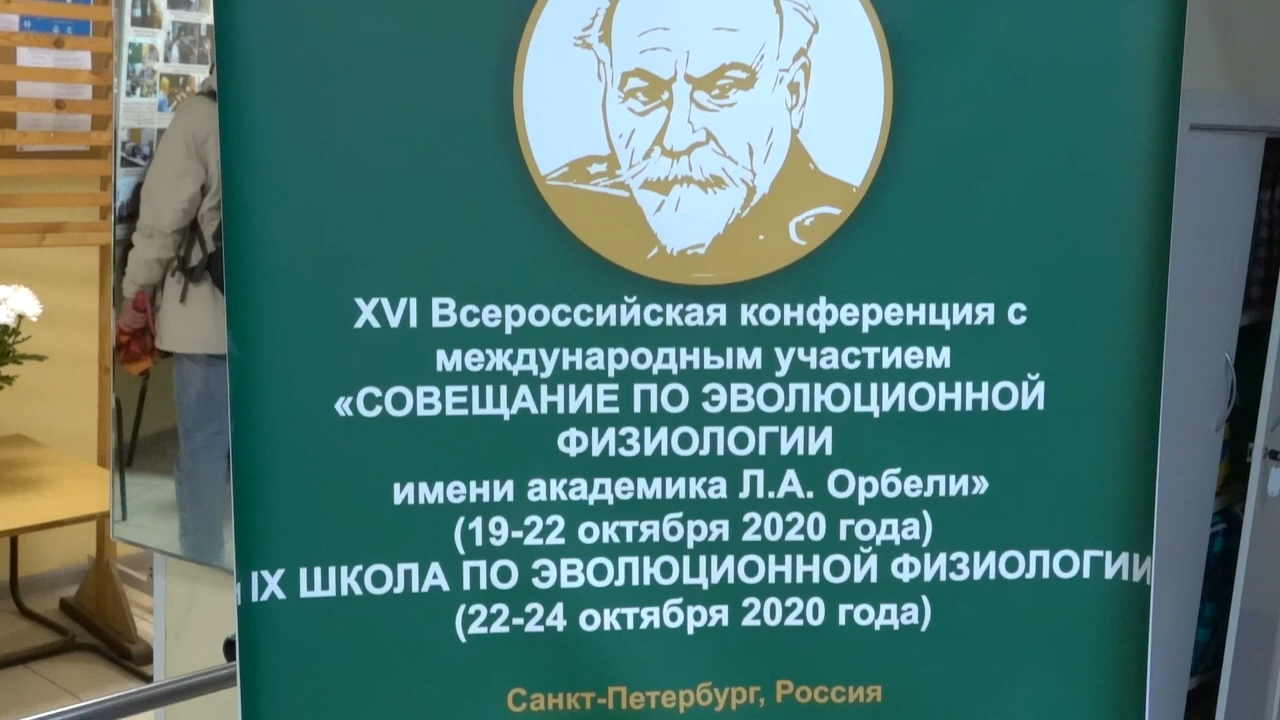 XVI Всероссийская конференция с
международным участием
«СОВЕЩАНИЕ ПО ЭВОЛЮЦИОННОЙ
ФИЗИОЛОГИИ
имени академика Л.А. Орбели»
(19-22 октября 2020 года)
и IX ШКОЛА ПО ЭВОЛЮЦИОННОЙ ФИЗИОЛОГИИ
(22-24 октября 2020 года)
Санкт-Петербург, Россия